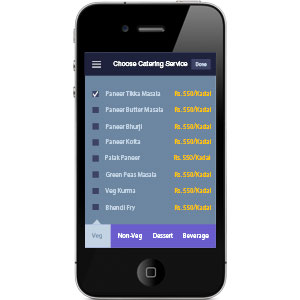 Choose Catering Service Done
Paneer Tikka Masala Rs. 550/Kadai
Paneer Butter Masala Rs. 550/Kadai
Paneer Bhurji Rs. 550/Kadai
Paneer Kofta Rs. 550/Kadai
Palak Paneer Rs. 550/Kadai
Green Peas Masala Rs. 550/Kadai
Veg Kurma Rs. 550/Kadai
Bhendi Fry Rs. 550/Kadai
Veg Non-Veg Dessert Beverage